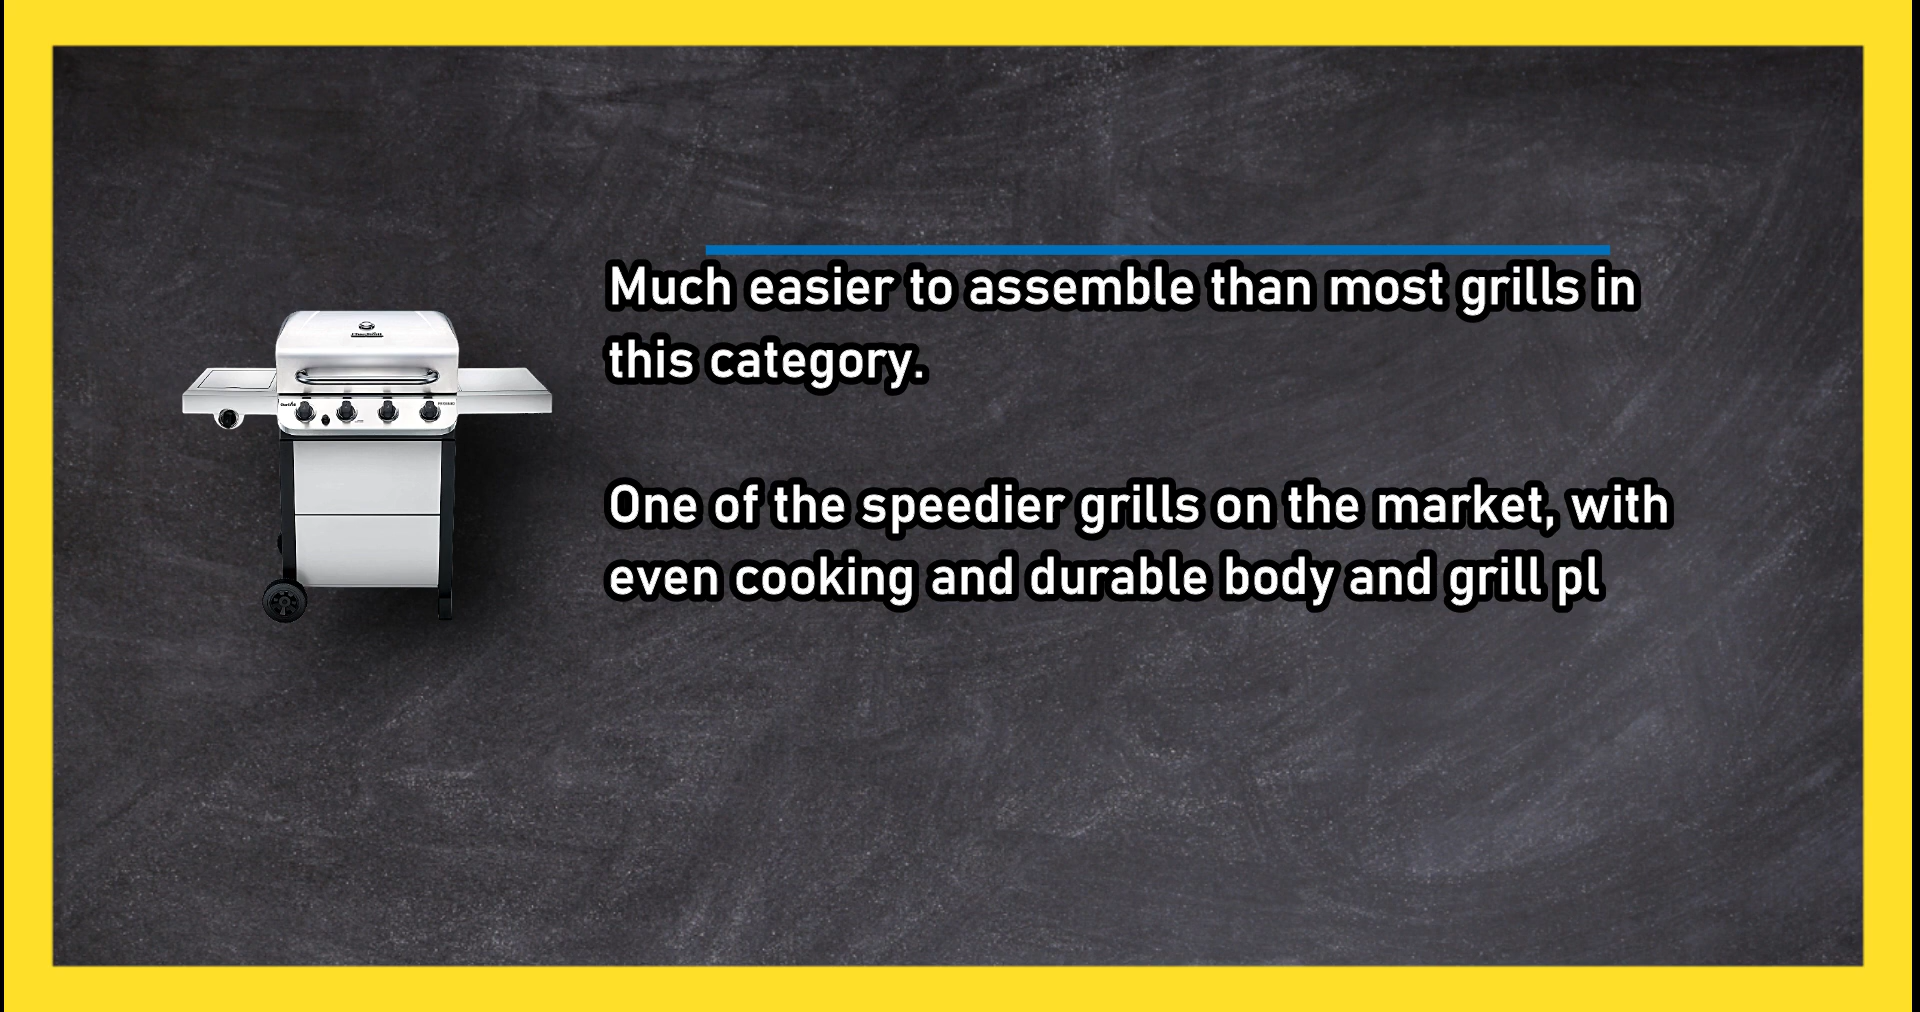 Much easier to assemble than most grills in
this category.
One of the speedier grills on the market, with
even cooking and durable body and grill pl